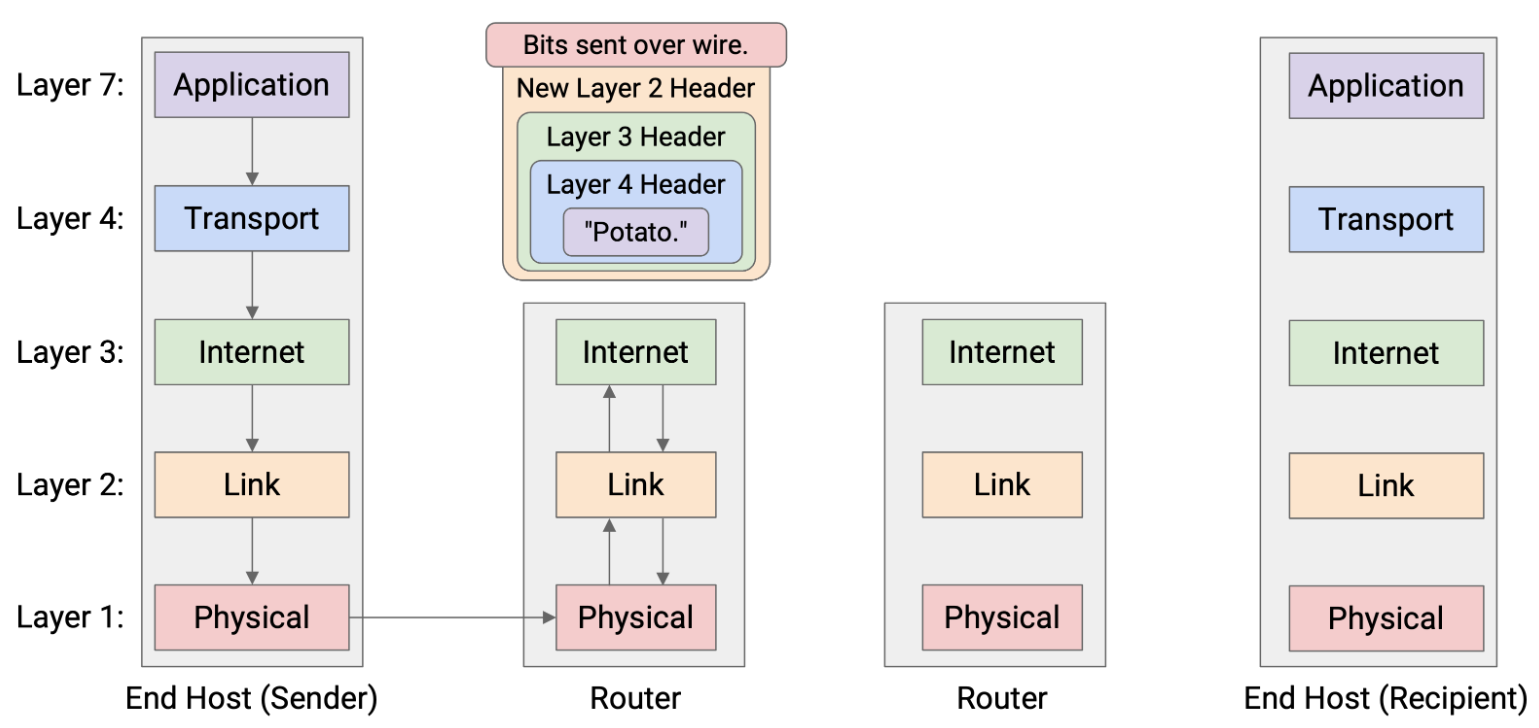 Bits sent over wire.
New Layer 2 Header
Layer 3 Header
Layer 4 Header
"Potato."
Layer 7:
Application
Application
Layer 4:
Transport
Transport
Layer 3:
Internet
Internet
Internet
Internet
Layer 2:
Link
Link
Link
Link
Layer 1:
Physical
Physical
Physical
Physical
End Host (Sender)
Router
Router
End Host (Recipient)